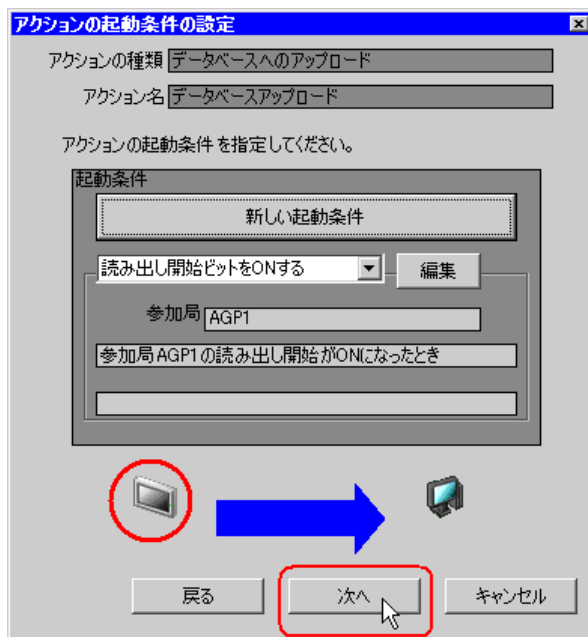 アクションの起動条件の設定
アクションの種類 データベースへのアップロード
アクション名 データベースアップロード
アクションの起動条件 を指定してください。
起動条件
新しい起動条件
読み出し開始ビットをONする 編集
参加局 AGP1
参加局AGP1の読み出し開始がONになったとき
戻る 次へ キャンセル